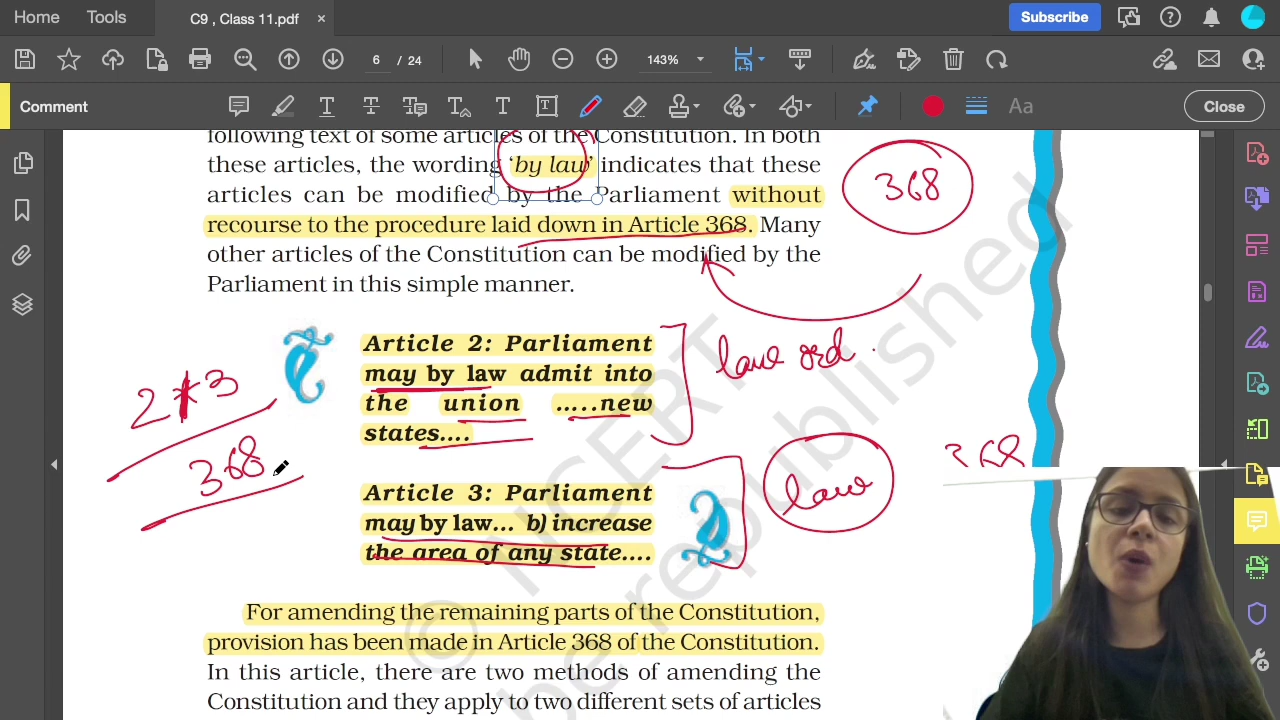 Home Tools C9 , Class 11.pdf × Subscribe
6 / 24 143%
Comment Aa Close
following text of some articles of the Constitution. In both
these articles, the wording ‘by law’ indicates that these
articles can be modified by the Parliament without
recourse to the procedure laid down in Article 368. Many
other articles of the Constitution can be modified by the
Parliament in this simple manner.
368
Article 2: Parliament
may by law admit into
the union …..new
states….
law ord.
2 * 3
368
Article 3: Parliament
may by law… b) increase
the area of any state….
law
368
For amending the remaining parts of the Constitution,
provision has been made in Article 368 of the Constitution.
In this article, there are two methods of amending the
Constitution and they apply to two different sets of articles
© NCERT
be republished